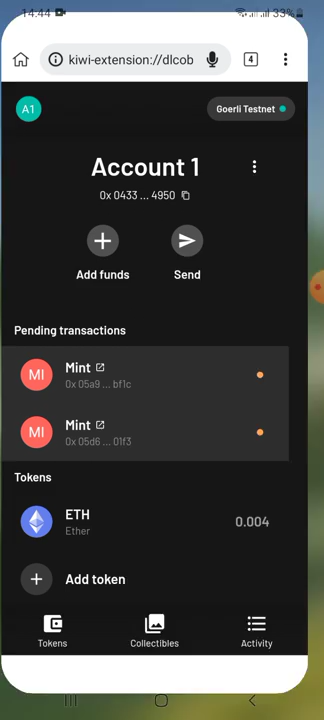 14:44
33%
kiwi-extension://dlcob
4
A1
Goerli Testnet
Account 1
0x 0433 ... 4950
Add funds
Send
Pending transactions
MI
Mint
0x 05a9 ... bf1c
MI
Mint
0x 05d6 ... 01f3
Tokens
ETH
Ether
0.004
Add token
Tokens
Collectibles
Activity